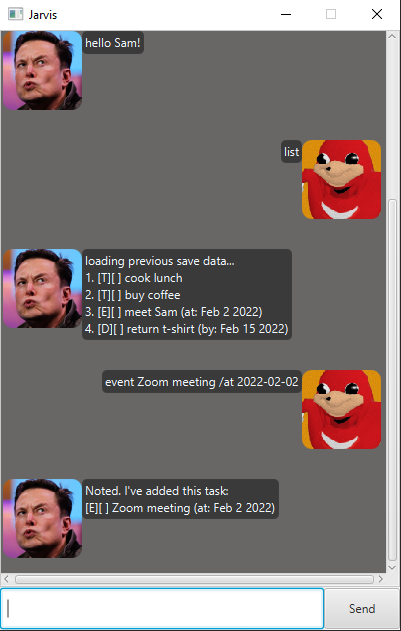 Jarvis
hello Sam!
list
loading previous save data...
1. [T][ ] cook lunch
2. [T][ ] buy coffee
3. [E][ ] meet Sam (at: Feb 2 2022)
4. [D][ ] return t-shirt (by: Feb 15 2022)
event Zoom meeting /at 2022-02-02
Noted. I've added this task:
[E][ ] Zoom meeting (at: Feb 2 2022)
Send